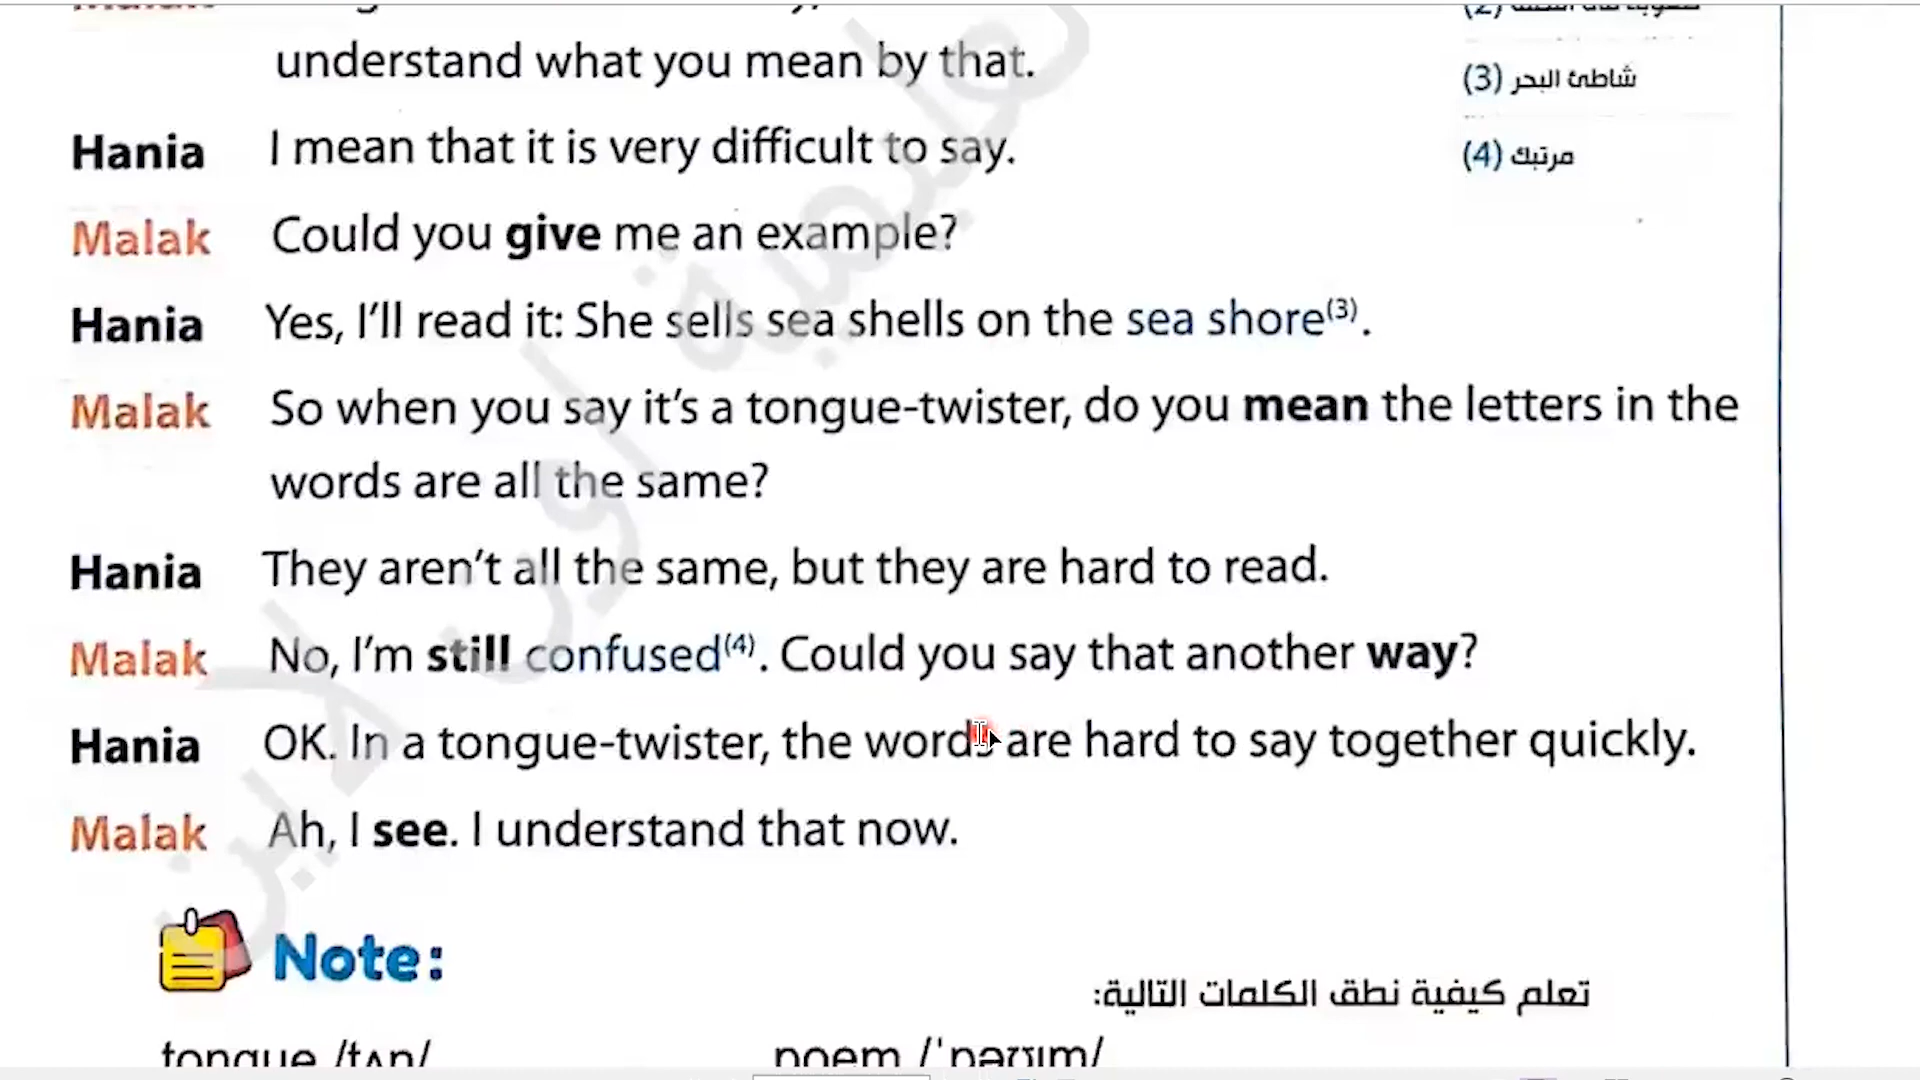 understand what you mean by that.
(3) شاطئ البحر
Hania I mean that it is very difficult to say.
(4) مرتبك
Malak Could you give me an example?
Hania Yes, I'll read it: She sells sea shells on the sea shore(3).
Malak So when you say it's a tongue-twister, do you mean the letters in the
words are all the same?
Hania They aren't all the same, but they are hard to read.
Malak No, I'm still confused(4). Could you say that another way?
Hania OK. In a tongue-twister, the words are hard to say together quickly.
Malak Ah, I see. I understand that now.
Note:
تعلم كيفية نطق الكلمات التالية:
tongue /tʌŋ/ poem /ˈpəʊɪm/